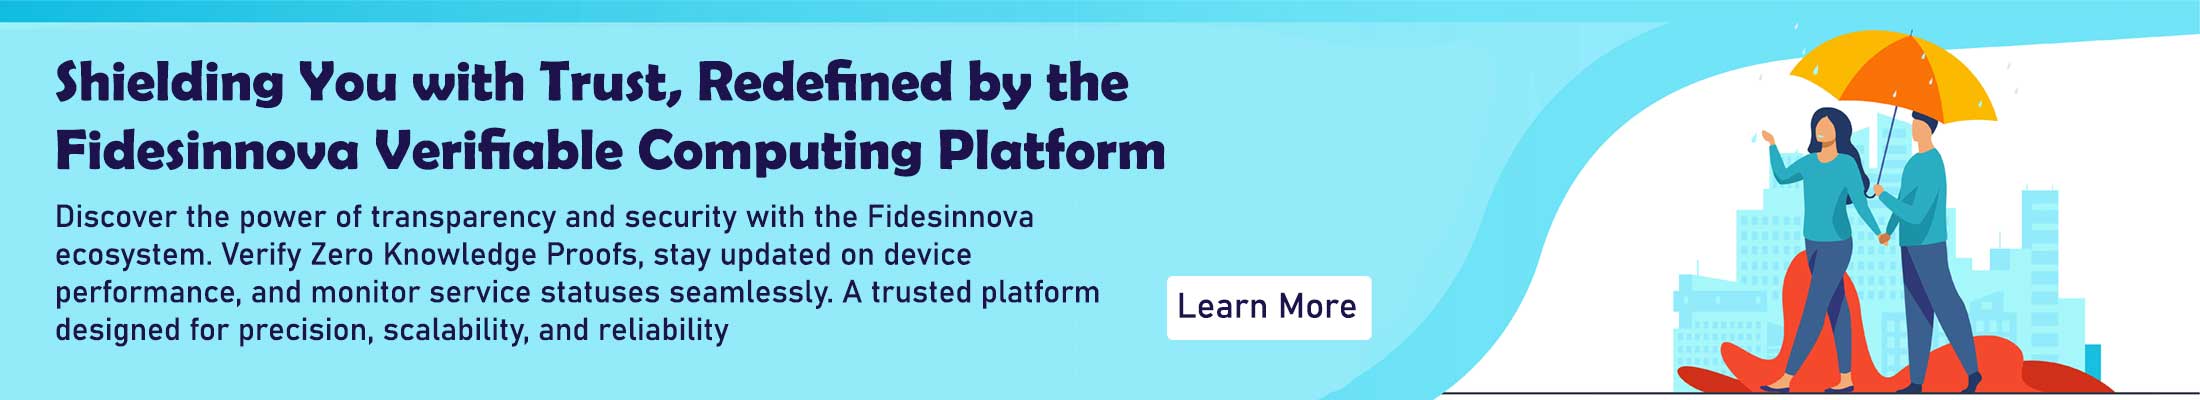 Shielding You with Trust, Redefined by the
Fidesinnova Verifiable Computing Platform
Discover the power of transparency and security with the Fidesinnova
ecosystem. Verify Zero Knowledge Proofs, stay updated on device
performance, and monitor service statuses seamlessly. A trusted platform
designed for precision, scalability, and reliability
Learn More